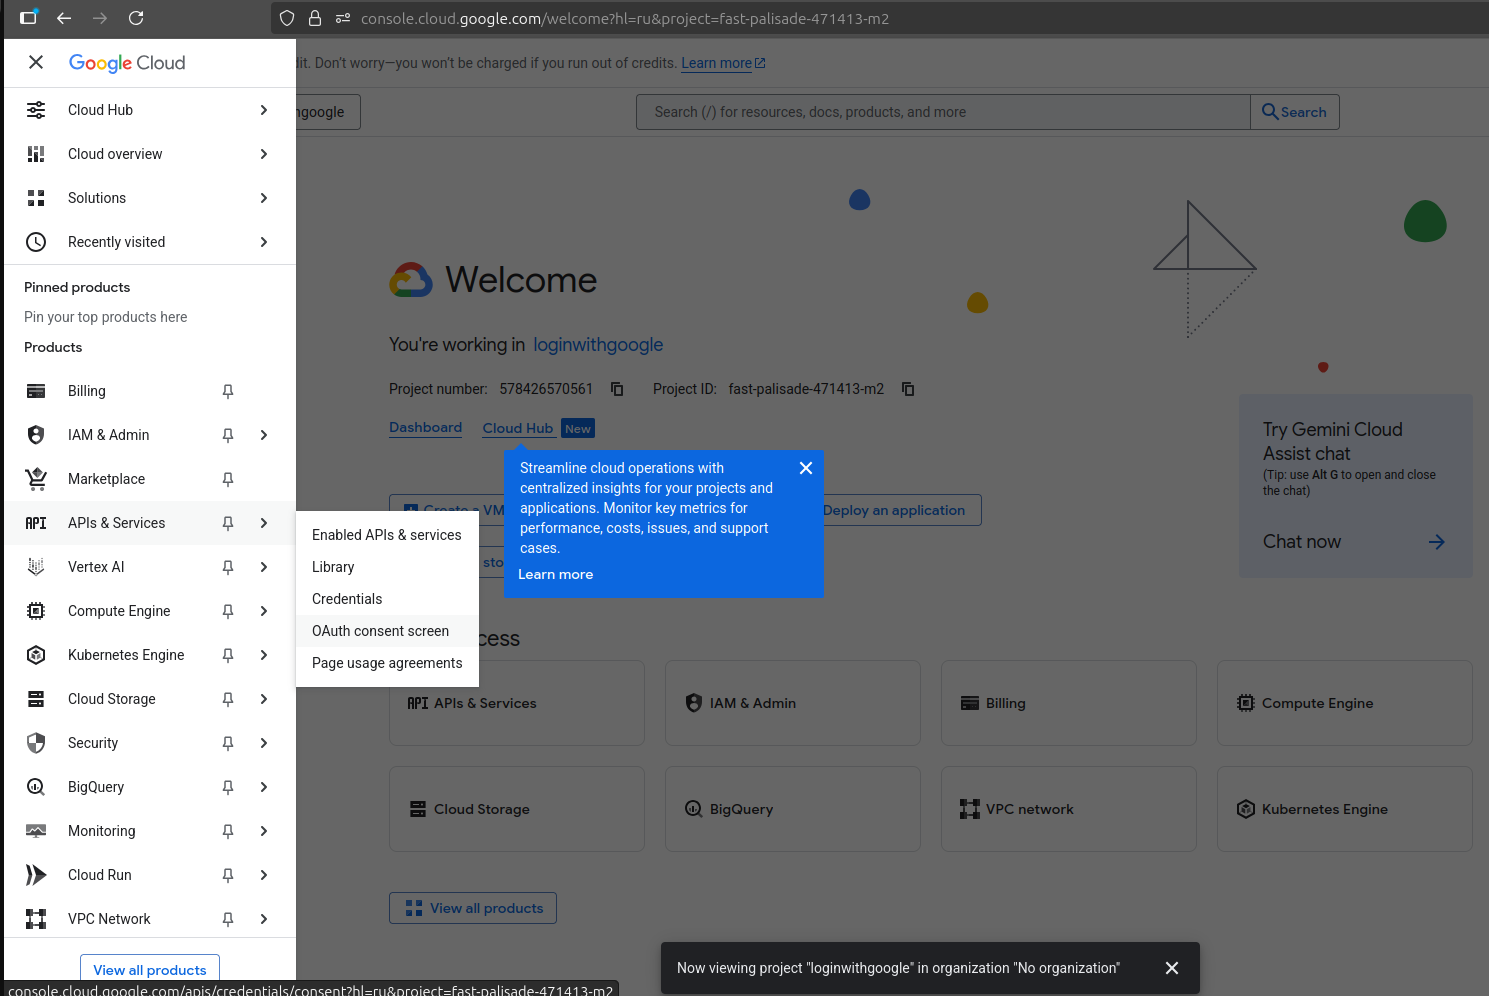 console.cloud.google.com/welcome?hl=ru&project=fast-palisade-471413-m2
Google Cloud
dit. Don't worry—you won't be charged if you run out of credits. Learn more
Cloud Hub
ngoogle
Search (/) for resources, docs, products, and more
Search
Cloud overview
Solutions
Recently visited
Pinned products
Pin your top products here
Products
Billing
IAM & Admin
Marketplace
APIs & Services
Vertex AI
Compute Engine
Kubernetes Engine
Cloud Storage
Security
BigQuery
Monitoring
Cloud Run
VPC Network
View all products
console.cloud.google.com/apis/credentials/consent?hl=ru&project=fast-palisade-471413-m2
Enabled APIs & services
Library
Credentials
OAuth consent screen
Page usage agreements
Welcome
You're working in loginwithgoogle
Project number: 578426570561 Project ID: fast-palisade-471413-m2
Dashboard Cloud Hub New
Streamline cloud operations with
centralized insights for your projects and
applications. Monitor key metrics for
performance, costs, issues, and support
cases.
Learn more
Create a VM
Deploy an application
sto
Try Gemini Cloud
Assist chat
(Tip: use Alt G to open and close
the chat)
Chat now
cess
API APIs & Services
IAM & Admin
Billing
Compute Engine
Cloud Storage
BigQuery
VPC network
Kubernetes Engine
View all products
Now viewing project "loginwithgoogle" in organization "No organization"